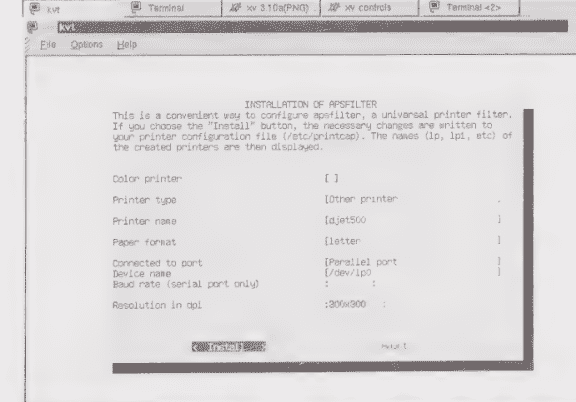 kvt Terminal xv 3.10a(PNG) xv controls Terminal <2>
kvt
File Options Help
INSTALLATION OF APSFILTER
This is a convenient way to configure apsfilter, a universal printer filter.
If you choose the "Install" button, the necessary changes are written to
your printer configuration file (/etc/printcap). The names (lp, lp1, etc) of
the created printers are then displayed.
Color printer [ ]
Printer type [Other printer
Printer name [djet500 ]
Paper format [letter ]
Connected to port [Parallel port ]
Device name [/dev/lp0 ]
Baud rate (serial port only) : :
Resolution in dpi :300x300 :
< Install >